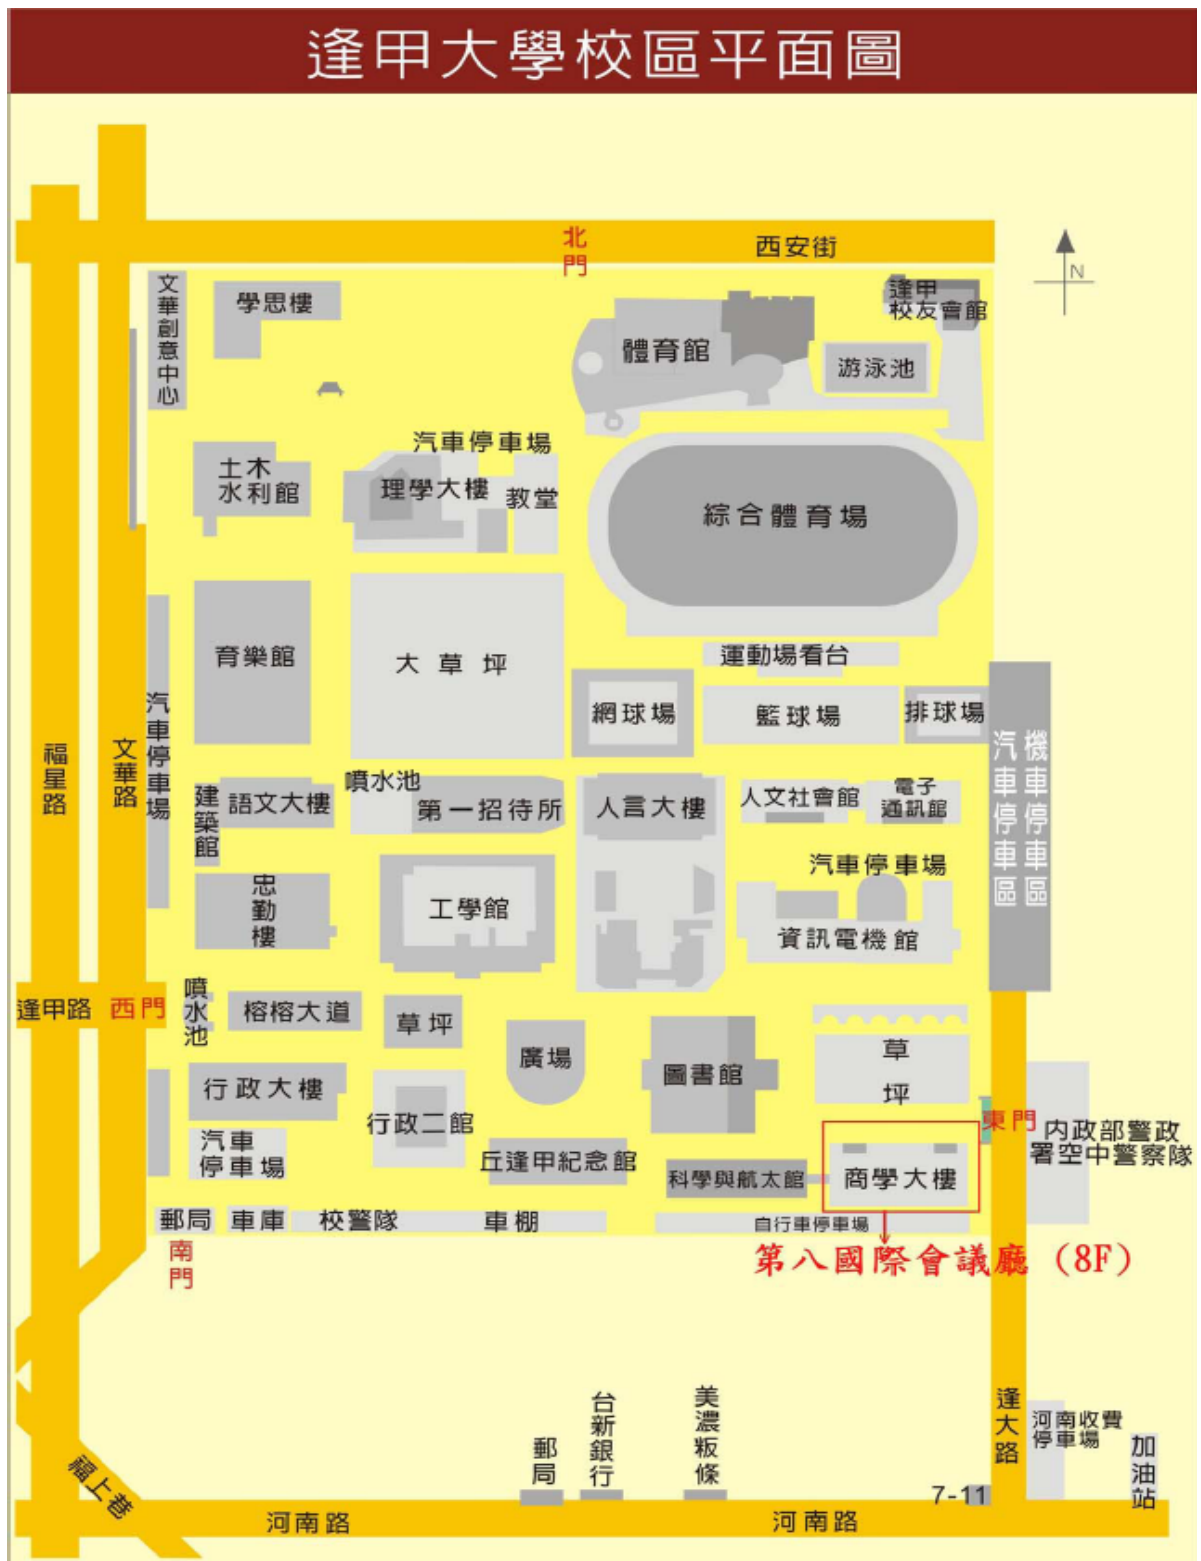 逢甲大學校區平面圖
北門
西安街
N
文華創意中心
學思樓
體育館
逢甲
校友會館
游泳池
汽車停車場
土木
水利館
理學大樓
教堂
綜合體育場
育樂館
大草坪
運動場看台
網球場
籃球場
排球場
汽車停車區
機車停車區
福星路
文華路
汽車停車場
建築館
語文大樓
噴水池
第一招待所
人言大樓
人文社會館
電子
通訊館
汽車停車場
忠勤樓
工學館
資訊電機館
逢甲路
西門
噴水池
榕榕大道
草坪
廣場
圖書館
草坪
行政大樓
行政二館
東門
內政部警政
署空中警察隊
汽車
停車場
丘逢甲紀念館
科學與航太館
商學大樓
郵局
車庫
校警隊
車棚
自行車停車場
南門
第八國際會議廳 (8F)
逢大路
河南收費
停車場
加油站
郵局
台新銀行
美濃粄條
7-11
福上巷
河南路
河南路